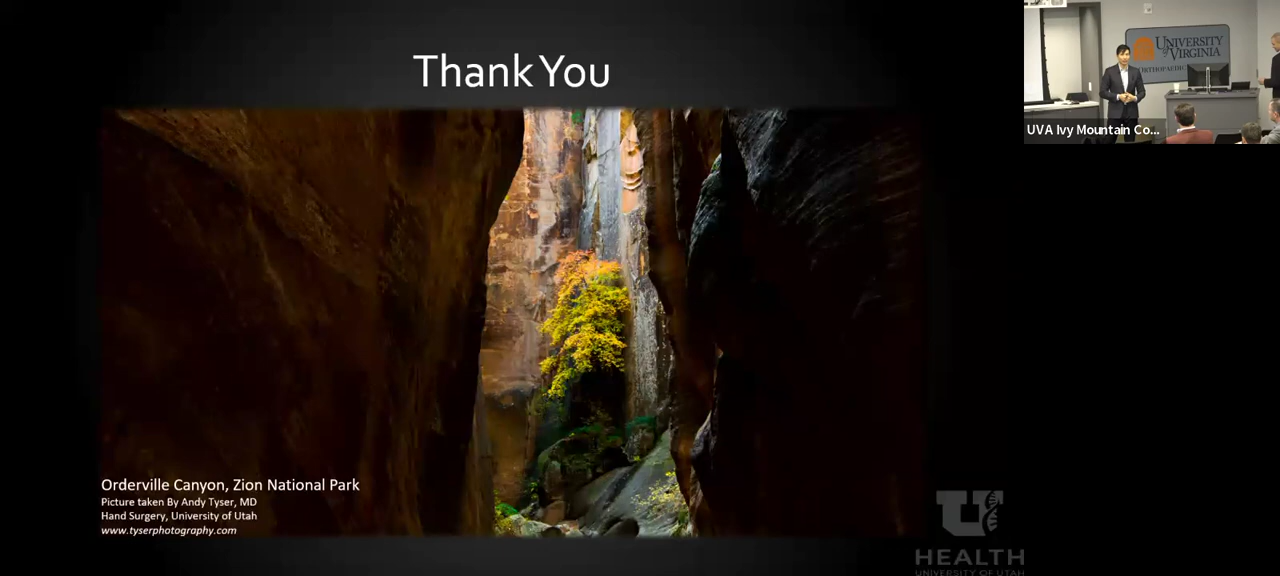 Thank You
UNIVERSITY
of VIRGINIA
UVA Ivy Mountain Co...
Orderville Canyon, Zion National Park
Picture taken By Andy Tyser, MD
Hand Surgery, University of Utah
www.tyserphotography.com
U
HEALTH
UNIVERSITY OF UTAH